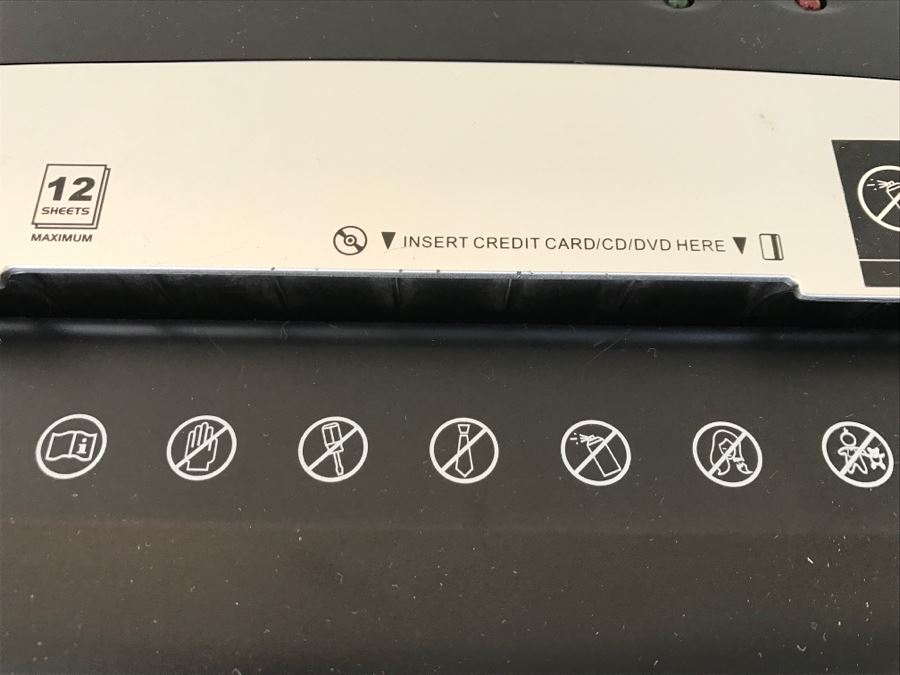 12
SHEETS
MAXIMUM
INSERT CREDIT CARD/CD/DVD HERE